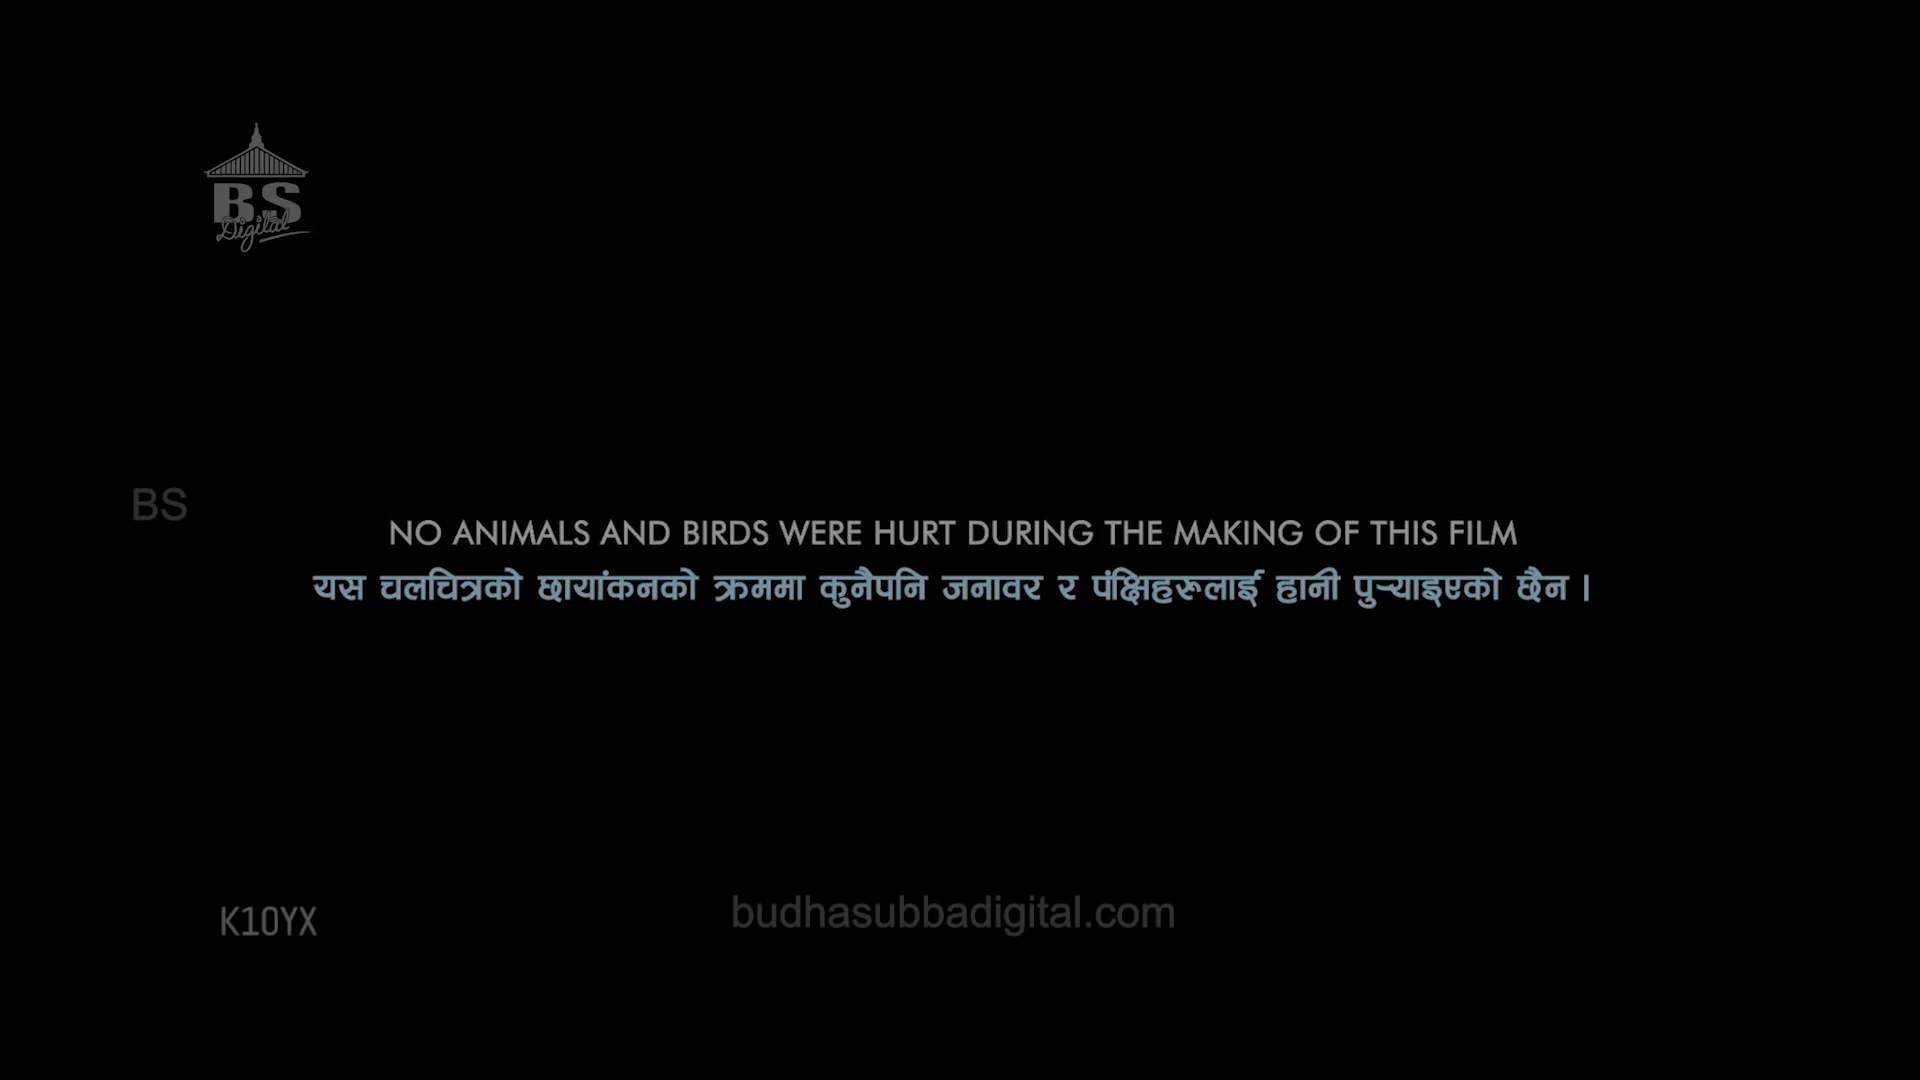 BS
Digital
BS
NO ANIMALS AND BIRDS WERE HURT DURING THE MAKING OF THIS FILM
यस चलचित्रको छायांकनको क्रममा कुनैपनि जनावर र पंक्षिहरूलाई हानी पुर्‍याइएको छैन ।
K10YX
budhasubbadigital.com